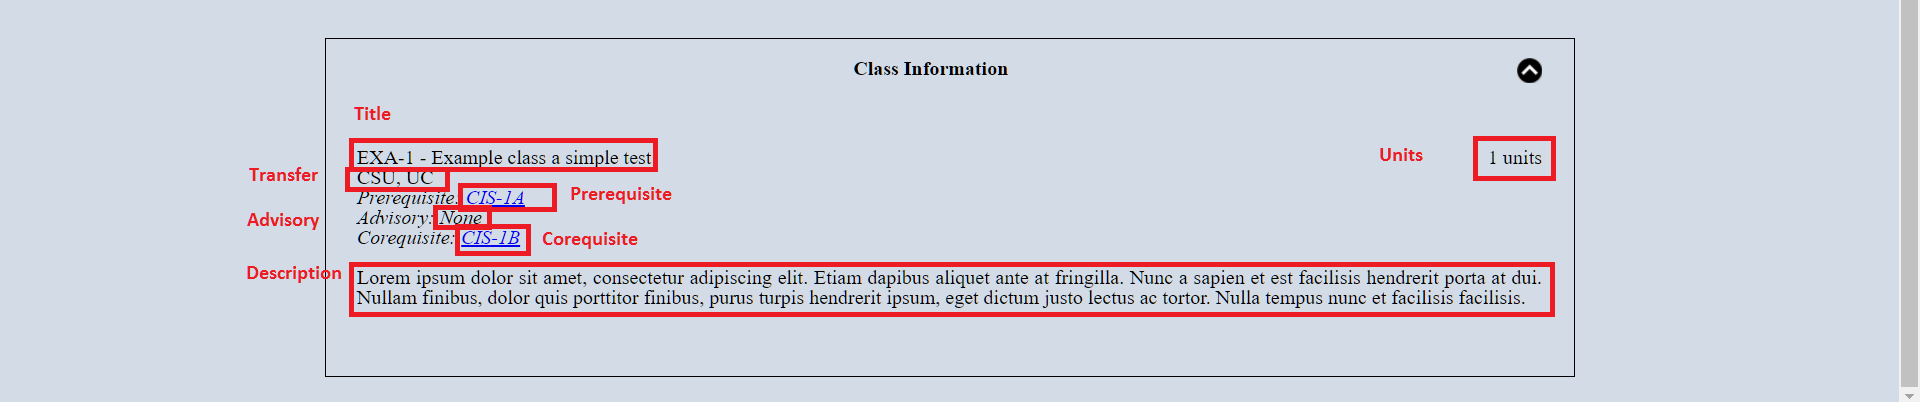 Class Information
Title
EXA-1 - Example class a simple test
Units
1 units
Transfer
CSU, UC
Prerequisite: CIS-1A
Prerequisite
Advisory
Advisory: None
Corequisite: CIS-1B
Corequisite
Description
Lorem ipsum dolor sit amet, consectetur adipiscing elit. Etiam dapibus aliquet ante at fringilla. Nunc a sapien et est facilisis hendrerit porta at dui.
Nullam finibus, dolor quis porttitor finibus, purus turpis hendrerit ipsum, eget dictum justo lectus ac tortor. Nulla tempus nunc et facilisis facilisis.